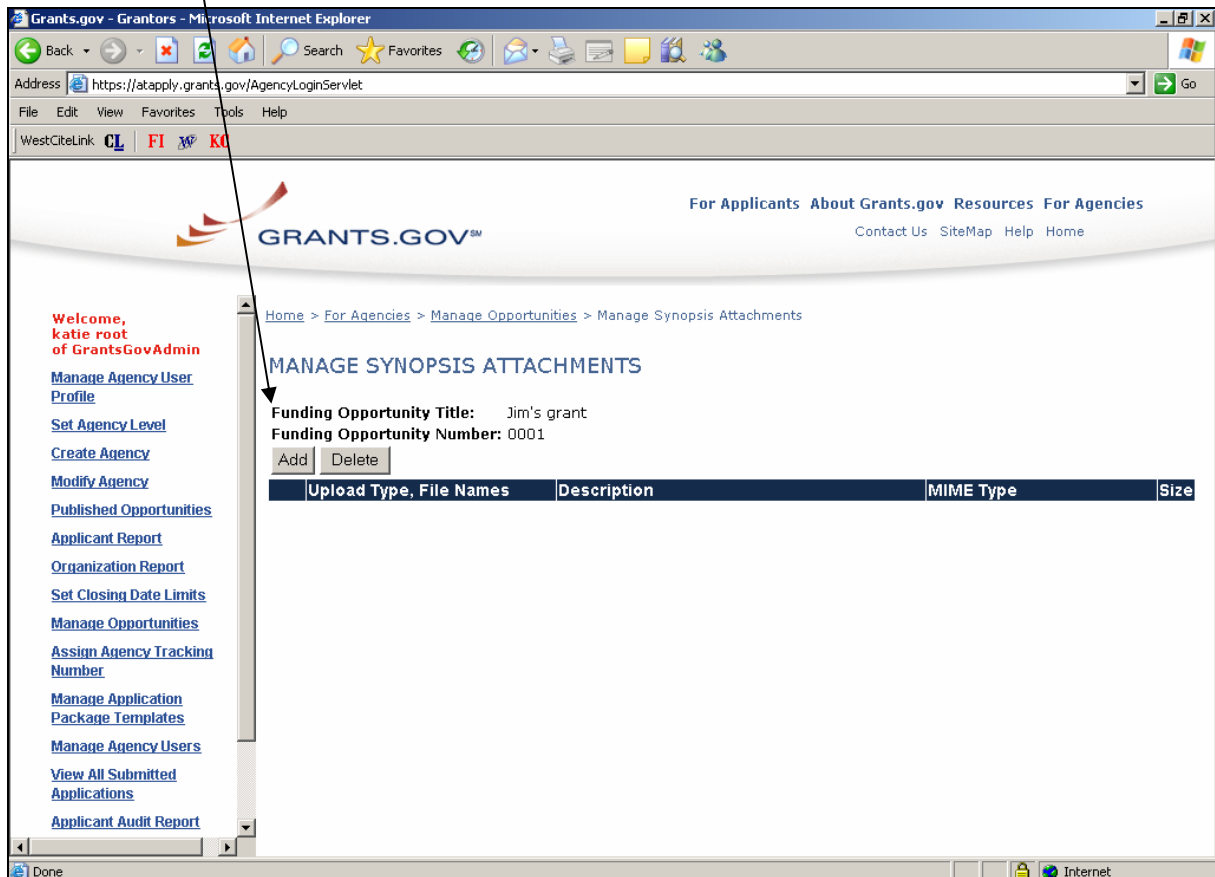 Grants.gov - Grantors - Microsoft Internet Explorer
Back Search Favorites
Address https://atapply.grants.gov/AgencyLoginServlet Go
File Edit View Favorites Tools Help
WestCiteLink CL FI KC
For Applicants About Grants.gov Resources For Agencies
GRANTS.GOV℠
Contact Us SiteMap Help Home
Welcome,
katie root
of GrantsGovAdmin
Manage Agency User
Profile
Set Agency Level
Create Agency
Modify Agency
Published Opportunities
Applicant Report
Organization Report
Set Closing Date Limits
Manage Opportunities
Assign Agency Tracking
Number
Manage Application
Package Templates
Manage Agency Users
View All Submitted
Applications
Applicant Audit Report
Home > For Agencies > Manage Opportunities > Manage Synopsis Attachments
MANAGE SYNOPSIS ATTACHMENTS
Funding Opportunity Title: Jim's grant
Funding Opportunity Number: 0001
Add Delete
Upload Type, File Names Description MIME Type Size
Done Internet